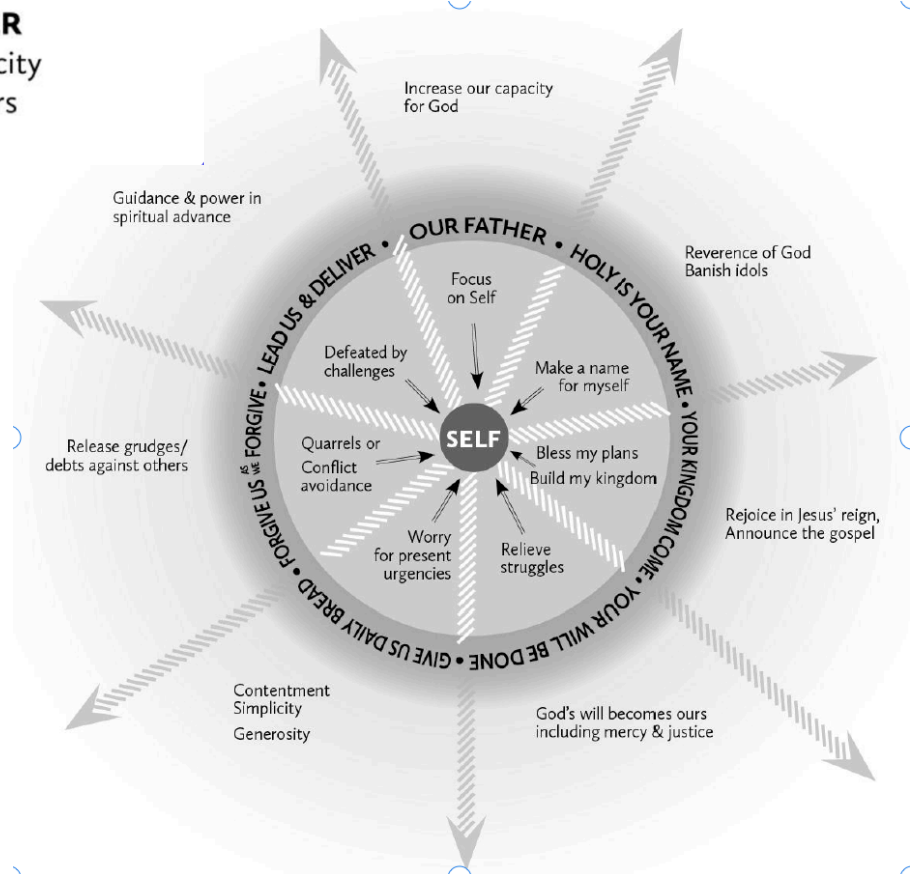 R
city
rs
Increase our capacity
for God
Guidance & power in
spiritual advance
Reverence of God
Banish idols
OUR FATHER • HOLY IS YOUR NAME • YOUR KINGDOM COME • YOUR WILL BE DONE • GIVE US DAILY BREAD • FORGIVE US AS WE FORGIVE • LEAD US & DELIVER •
Focus
on Self
Defeated by
challenges
Make a name
for myself
SELF
Quarrels or
Conflict
avoidance
Bless my plans
Build my kingdom
Worry
for present
urgencies
Relieve
struggles
Release grudges/
debts against others
Rejoice in Jesus' reign,
Announce the gospel
Contentment
Simplicity
Generosity
God's will becomes ours
including mercy & justice